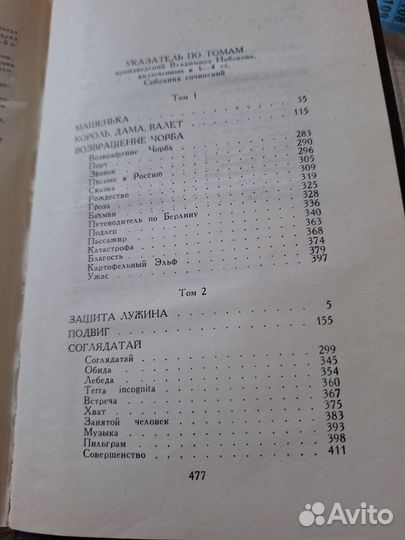 УКАЗАТЕЛЬ ПО ТОМАМ
произведений Владимира Набокова,
включенных в 1—4 тт.
Собрания сочинений
Том 1
МАШЕНЬКА 35
КОРОЛЬ, ДАМА, ВАЛЕТ 115
ВОЗВРАЩЕНИЕ ЧОРБА
Возвращение Чорба 283
Порт 290
Звонок 296
Письмо в Россию 305
Сказка 309
Рождество 319
Гроза 325
Бахман 328
Путеводитель по Берлину 336
Подлец 340
Пассажир 363
Катастрофа 368
Благость 374
Картофельный Эльф 379
Ужас 397
Том 2
ЗАЩИТА ЛУЖИНА 5
ПОДВИГ 155
СОГЛЯДАТАЙ
Соглядатай 299
Обида 345
Лебеда 354
Terra incognita 360
Встреча 367
Хват 375
Занятой человек 383
Музыка 393
Пильграм 398
Совершенство 411
477
Avito